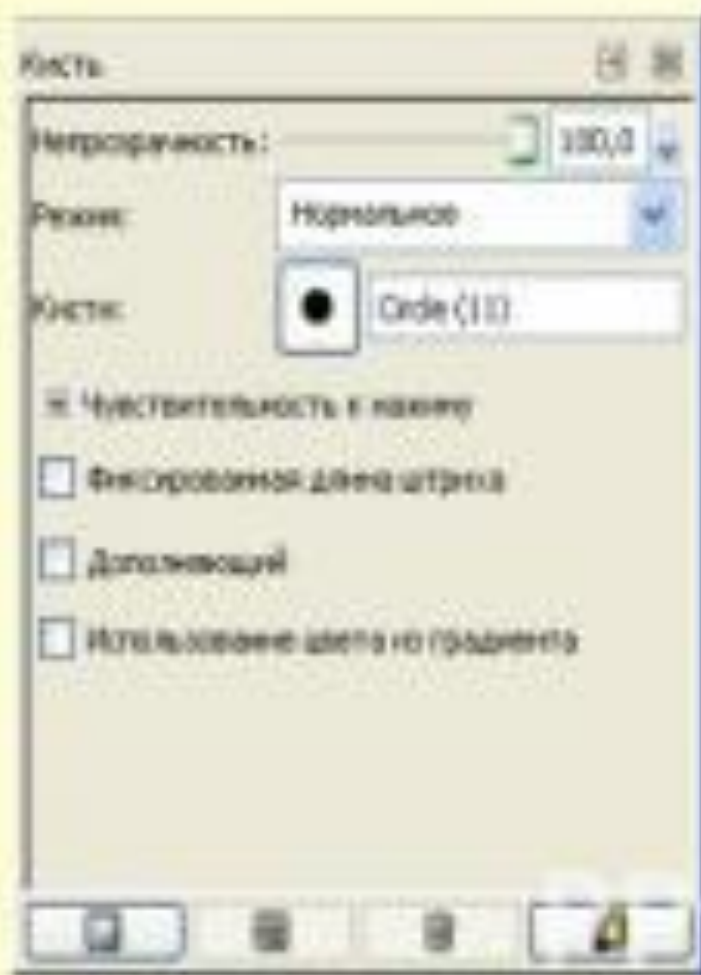 Кисть
Непрозрачность: 100,0
Режим: Нормальное
Кисти: Circle (11)
Чувствительность к нажиму
Фиксированная длина штриха
Дополняющий
Использование цвета из градиента